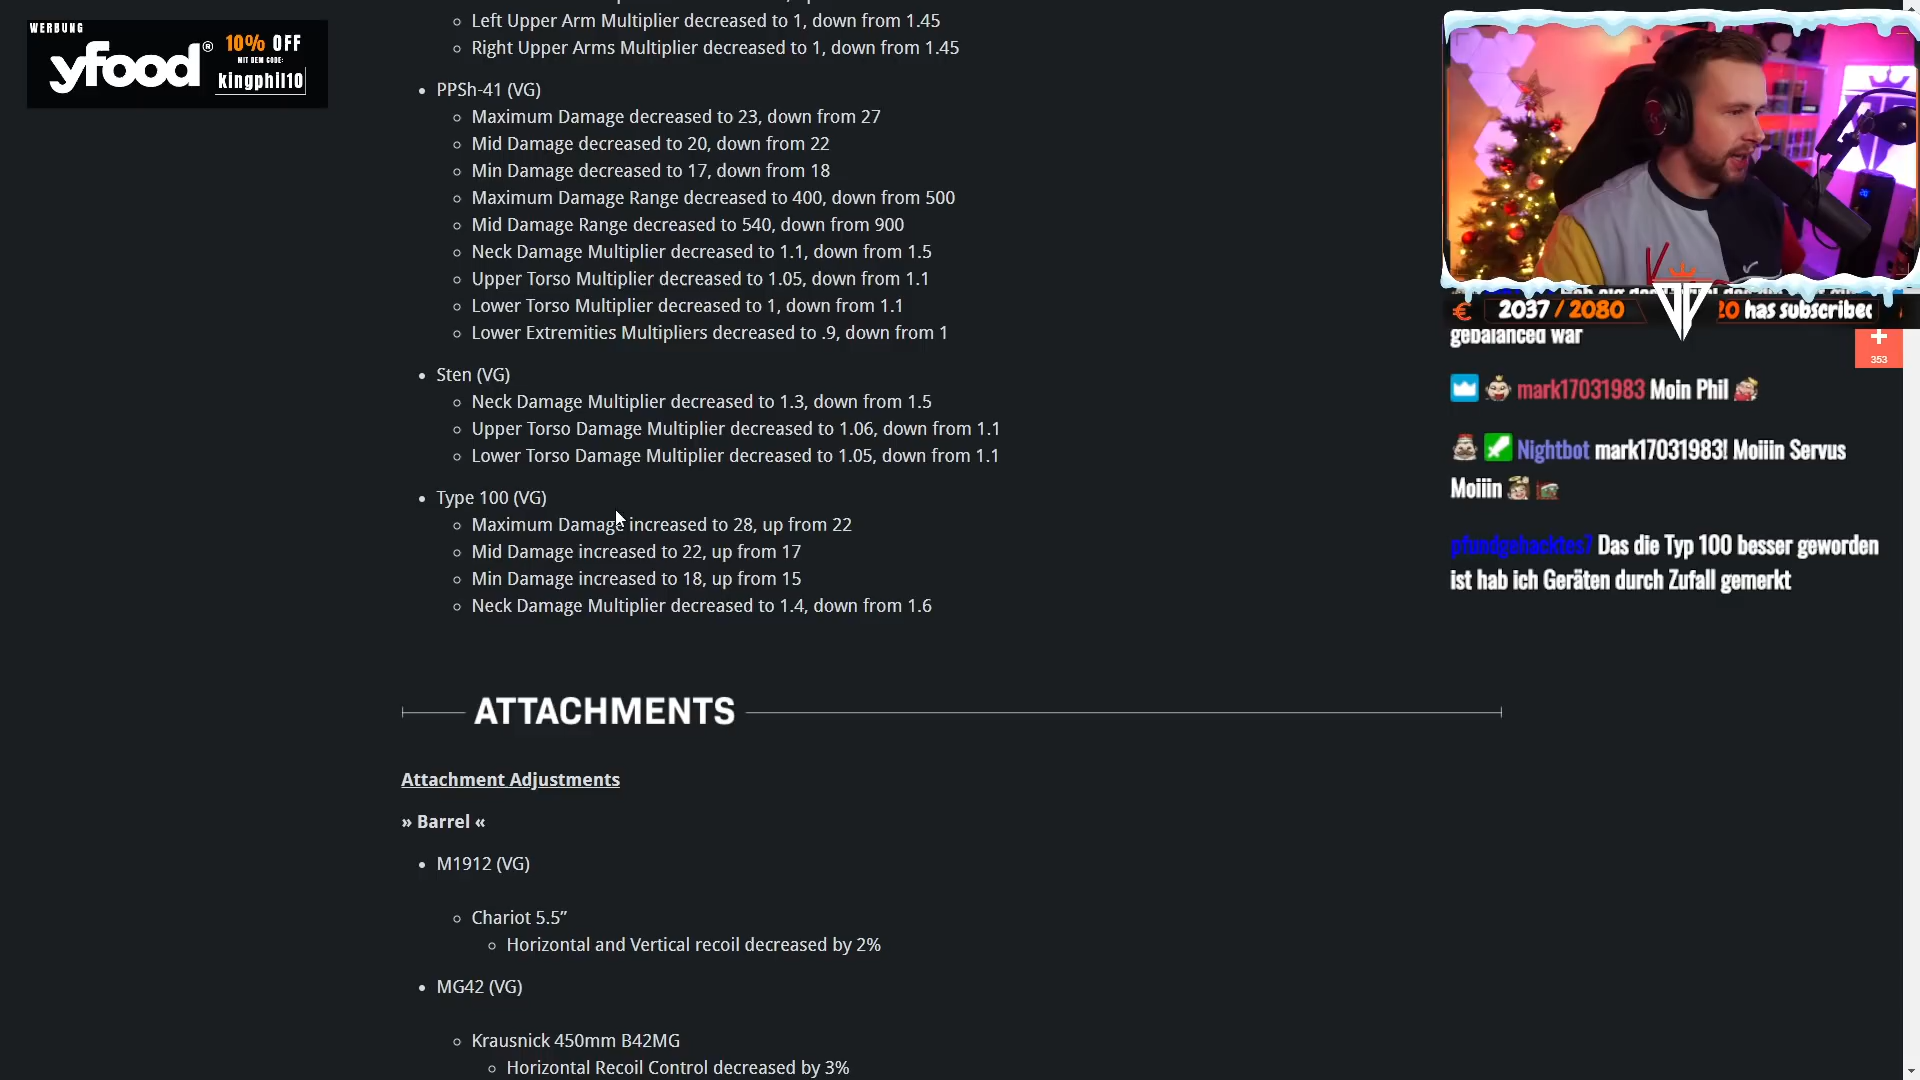 WERBUNG
yfood®
10% OFF
MIT DEM CODE:
kingphil10
Left Upper Arm Multiplier decreased to 1, down from 1.45
Right Upper Arms Multiplier decreased to 1, down from 1.45
PPSh-41 (VG)
Maximum Damage decreased to 23, down from 27
Mid Damage decreased to 20, down from 22
Min Damage decreased to 17, down from 18
Maximum Damage Range decreased to 400, down from 500
Mid Damage Range decreased to 540, down from 900
Neck Damage Multiplier decreased to 1.1, down from 1.5
Upper Torso Multiplier decreased to 1.05, down from 1.1
Lower Torso Multiplier decreased to 1, down from 1.1
Lower Extremities Multipliers decreased to .9, down from 1
Sten (VG)
Neck Damage Multiplier decreased to 1.3, down from 1.5
Upper Torso Damage Multiplier decreased to 1.06, down from 1.1
Lower Torso Damage Multiplier decreased to 1.05, down from 1.1
Type 100 (VG)
Maximum Damage increased to 28, up from 22
Mid Damage increased to 22, up from 17
Min Damage increased to 18, up from 15
Neck Damage Multiplier decreased to 1.4, down from 1.6
ATTACHMENTS
Attachment Adjustments
» Barrel «
M1912 (VG)
Chariot 5.5”
Horizontal and Vertical recoil decreased by 2%
MG42 (VG)
Krausnick 450mm B42MG
Horizontal Recoil Control decreased by 3%
€ 2037 / 2080
20 has subscribed
gebalanced war
+
353
mark17031983 Moin Phil
Nightbot mark17031983! Moiiin Servus
Moiiin
pfundgehacktes7 Das die Typ 100 besser geworden
ist hab ich Geräten durch Zufall gemerkt